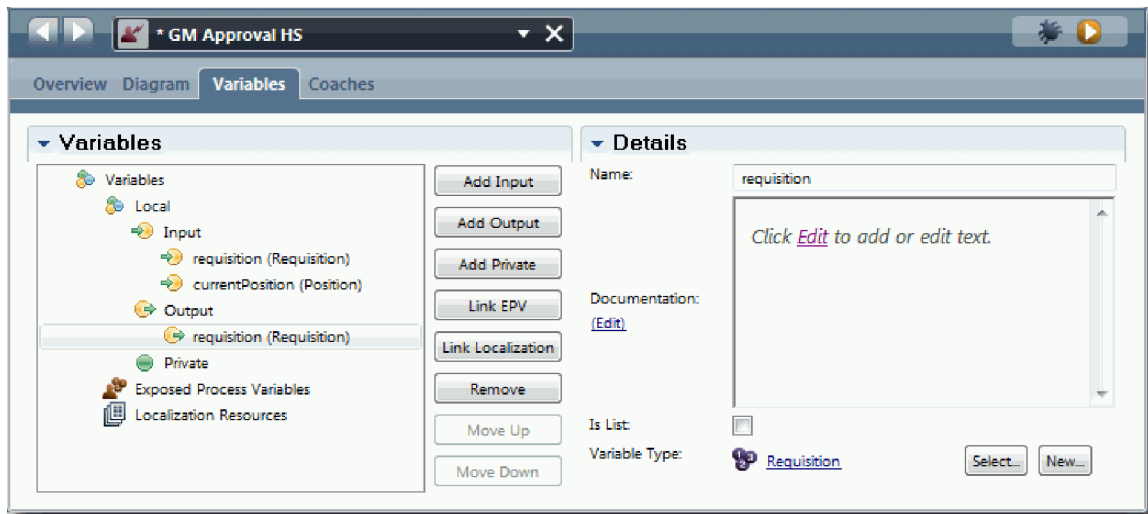 * GM Approval HS
Overview Diagram Variables Coaches
Variables
Variables
Local
Input
requisition (Requisition)
currentPosition (Position)
Output
requisition (Requisition)
Private
Exposed Process Variables
Localization Resources
Add Input
Add Output
Add Private
Link EPV
Link Localization
Remove
Move Up
Move Down
Details
Name: requisition
Click Edit to add or edit text.
Documentation:
(Edit)
Is List:
Variable Type: Requisition Select... New...